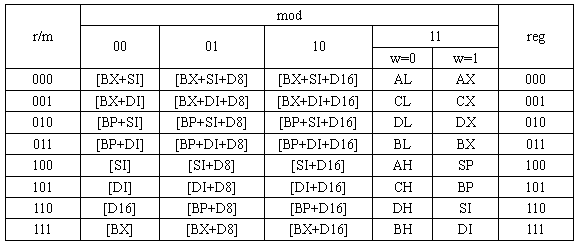 r/m mod reg
00 01 10 11
w=0 w=1
000 [BX+SI] [BX+SI+D8] [BX+SI+D16] AL AX 000
001 [BX+DI] [BX+DI+D8] [BX+DI+D16] CL CX 001
010 [BP+SI] [BP+SI+D8] [BP+SI+D16] DL DX 010
011 [BP+DI] [BP+DI+D8] [BP+DI+D16] BL BX 011
100 [SI] [SI+D8] [SI+D16] AH SP 100
101 [DI] [DI+D8] [DI+D16] CH BP 101
110 [D16] [BP+D8] [BP+D16] DH SI 110
111 [BX] [BX+D8] [BX+D16] BH DI 111